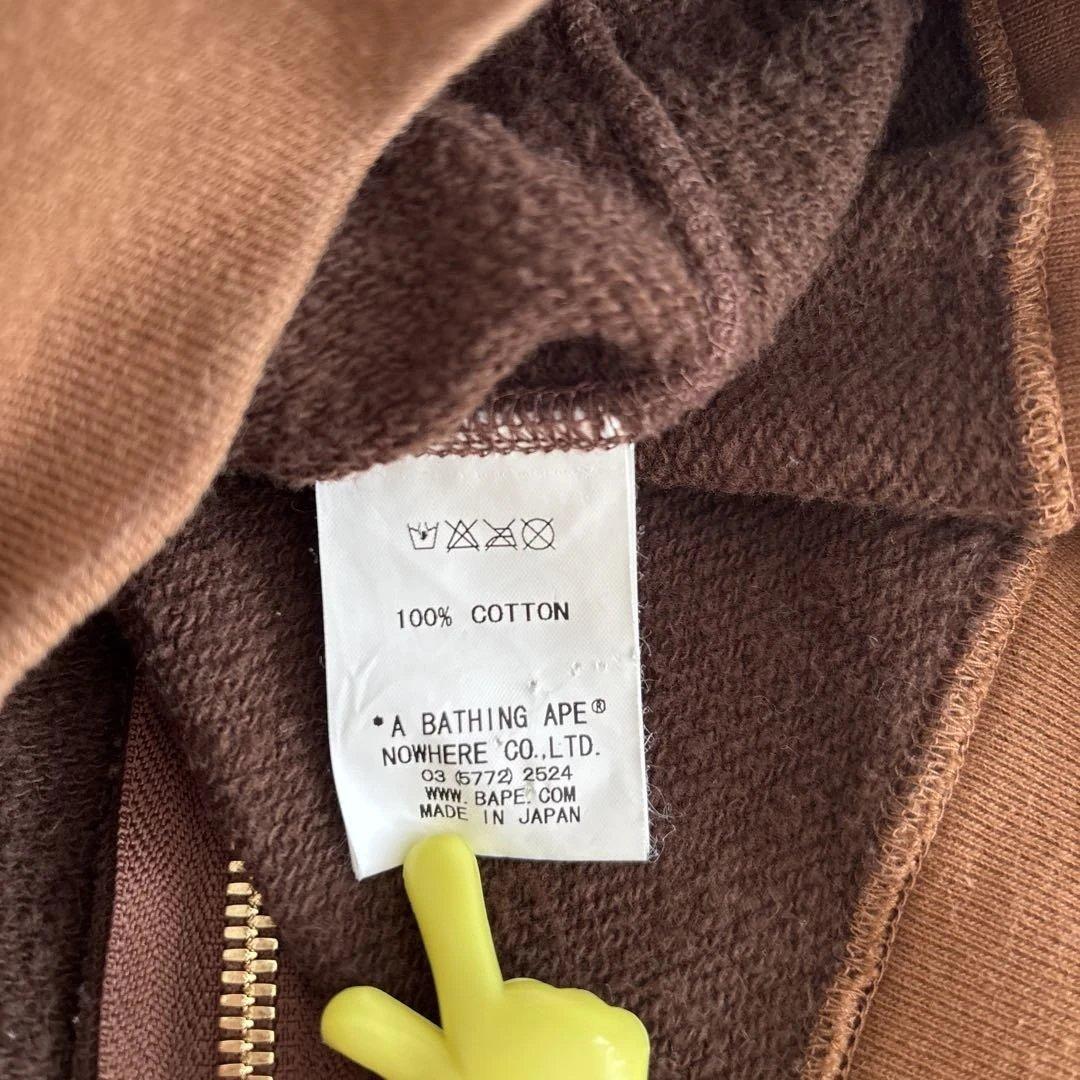 100% COTTON
*A BATHING APE®
NOWHERE CO.,LTD.
03 (5772) 2524
WWW.BAPE.COM
MADE IN JAPAN